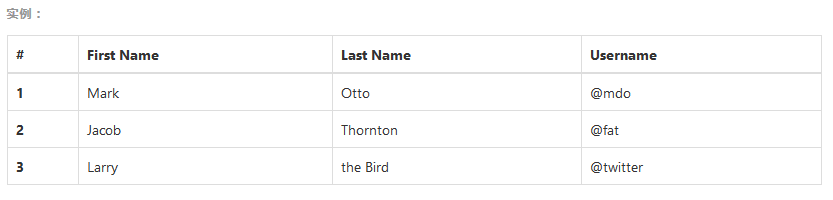 实例：
# First Name Last Name Username
1 Mark Otto @mdo
2 Jacob Thornton @fat
3 Larry the Bird @twitter